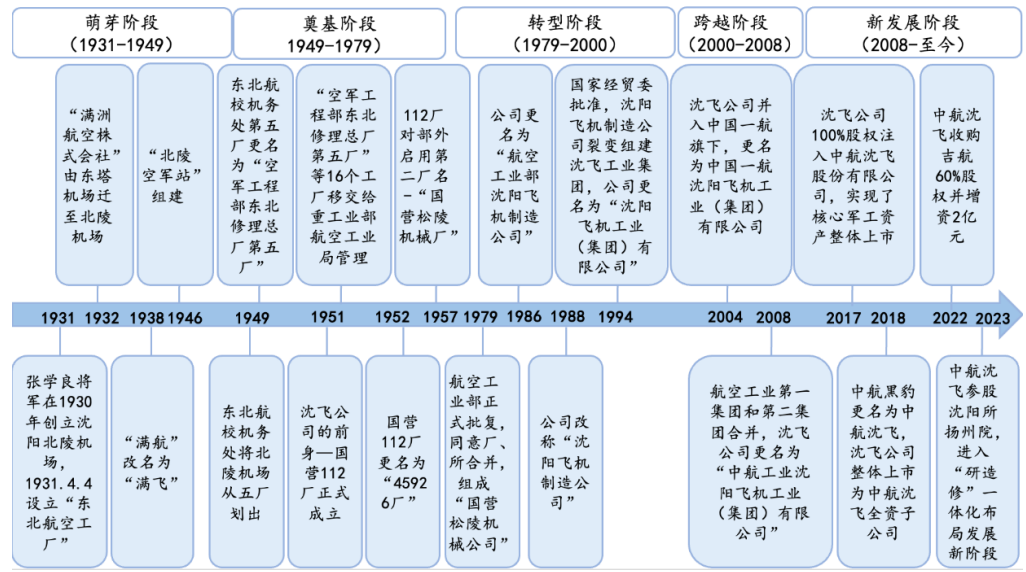 萌芽阶段
（1931-1949）
奠基阶段
1949-1979）
转型阶段
（1979-2000）
跨越阶段
（2000-2008）
新发展阶段
（2008-至今）
“满洲
航空株
式会社”
由东塔
机场迁
至北陵
机场
“北陵
空军站”
组建
东北航
校机务
处第五
厂更名
为“空
军工程
部东北
修理总
厂第五
厂”
“空军工
程部东北
修理总厂
第五厂”
等16个工
厂移交给
重工业部
航空工业
局管理
112厂
对部外
启用第
二厂名
-“国
营松陵
机械厂”
公司更
名为
“航空
工业部
沈阳飞
机制造
公司”
国家经贸委
批准，沈阳
飞机制造公
司裂变组建
沈飞工业集
团，公司更
名为“沈阳
飞机工业
（集团）有
限公司”
沈飞公司并
入中国一航
旗下，更名
为中国一航
沈阳飞机工
业（集团）
有限公司
沈飞公司
100%股权注
入中航沈飞
股份有限公
司，实现了
核心军工资
产整体上市
中航沈
飞收购
吉航
60%股
权并增
资2亿
元
1931 1932 1938 1946 1949 1951 1952 1957 1979 1986 1988 1994 2004 2008 2017 2018 2022 2023
张学良将
军在1930
年创立沈
阳北陵机
场，
1931.4.4
设立“东
北航空工
厂”
“满航”
改名为
“满飞”
东北航
校机务
处将北
陵机场
从五厂
划出
沈飞公
司的前
身—国
营112
厂正式
成立
国营
112厂
更名为
“4592
6厂”
航空工
业部正
式批复，
同意厂、
所合并，
组成
“国营
松陵机
械公司”
公司改
称“沈
阳飞机
制造公
司”
航空工业第一
集团和第二集
团合并，沈飞
公司更名为
“中航工业沈
阳飞机工业
（集团）有限
公司”
中航黑豹
更名为中
航沈飞，
沈飞公司
整体上市
为中航沈
飞全资子
公司
中航沈
飞参股
沈阳所
扬州院，
进入
“研造
修”一
体化布
局发展
新阶段